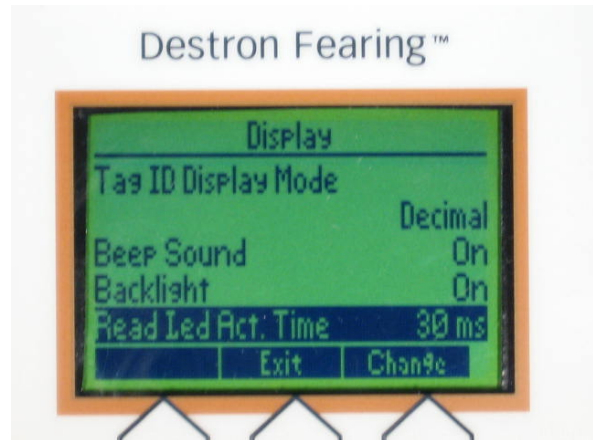 Destron Fearing™
Display
Tag ID Display Mode
Decimal
Beep Sound On
Backlight On
Read Led Act. Time 30 ms
Exit Change